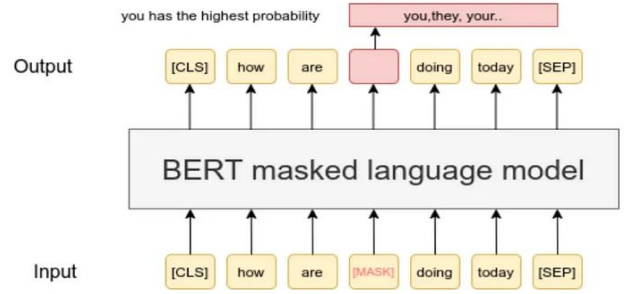 you has the highest probability you,they, your..
Output [CLS] how are doing today [SEP]
BERT masked language model
Input [CLS] how are [MASK] doing today [SEP]